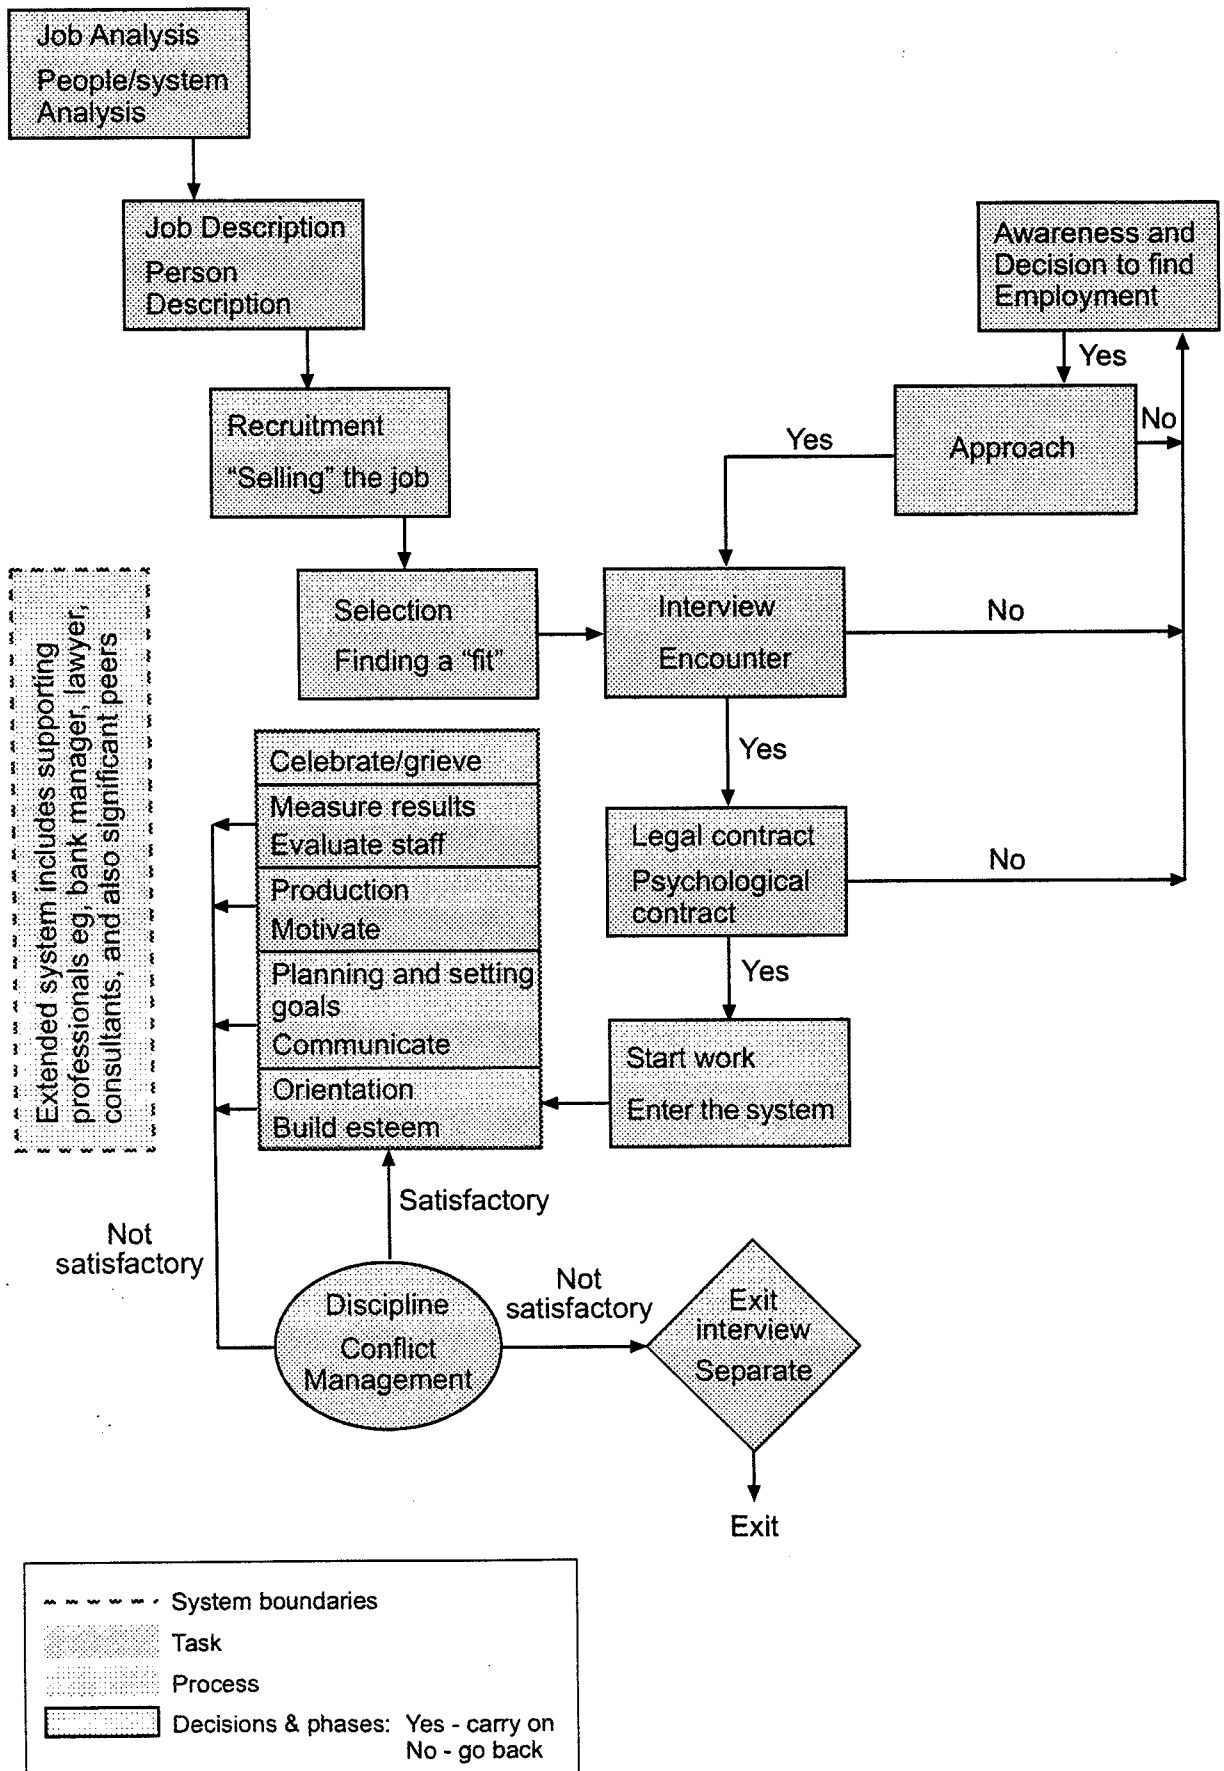 Job Analysis
People/system
Analysis
Job Description
Person
Description
Awareness and
Decision to find
Employment
Yes
Recruitment
"Selling" the job
Approach
No
Yes
Selection
Finding a "fit"
Interview
Encounter
No
Yes
Extended system includes supporting
professionals eg, bank manager, lawyer,
consultants, and also significant peers
Celebrate/grieve
Measure results
Evaluate staff
Production
Motivate
Planning and setting
goals
Communicate
Orientation
Build esteem
Legal contract
Psychological
contract
No
Yes
Start work
Enter the system
Satisfactory
Not
satisfactory
Discipline
Conflict
Management
Not
satisfactory
Exit
interview
Separate
Exit
System boundaries
Task
Process
Decisions & phases: Yes - carry on
No - go back